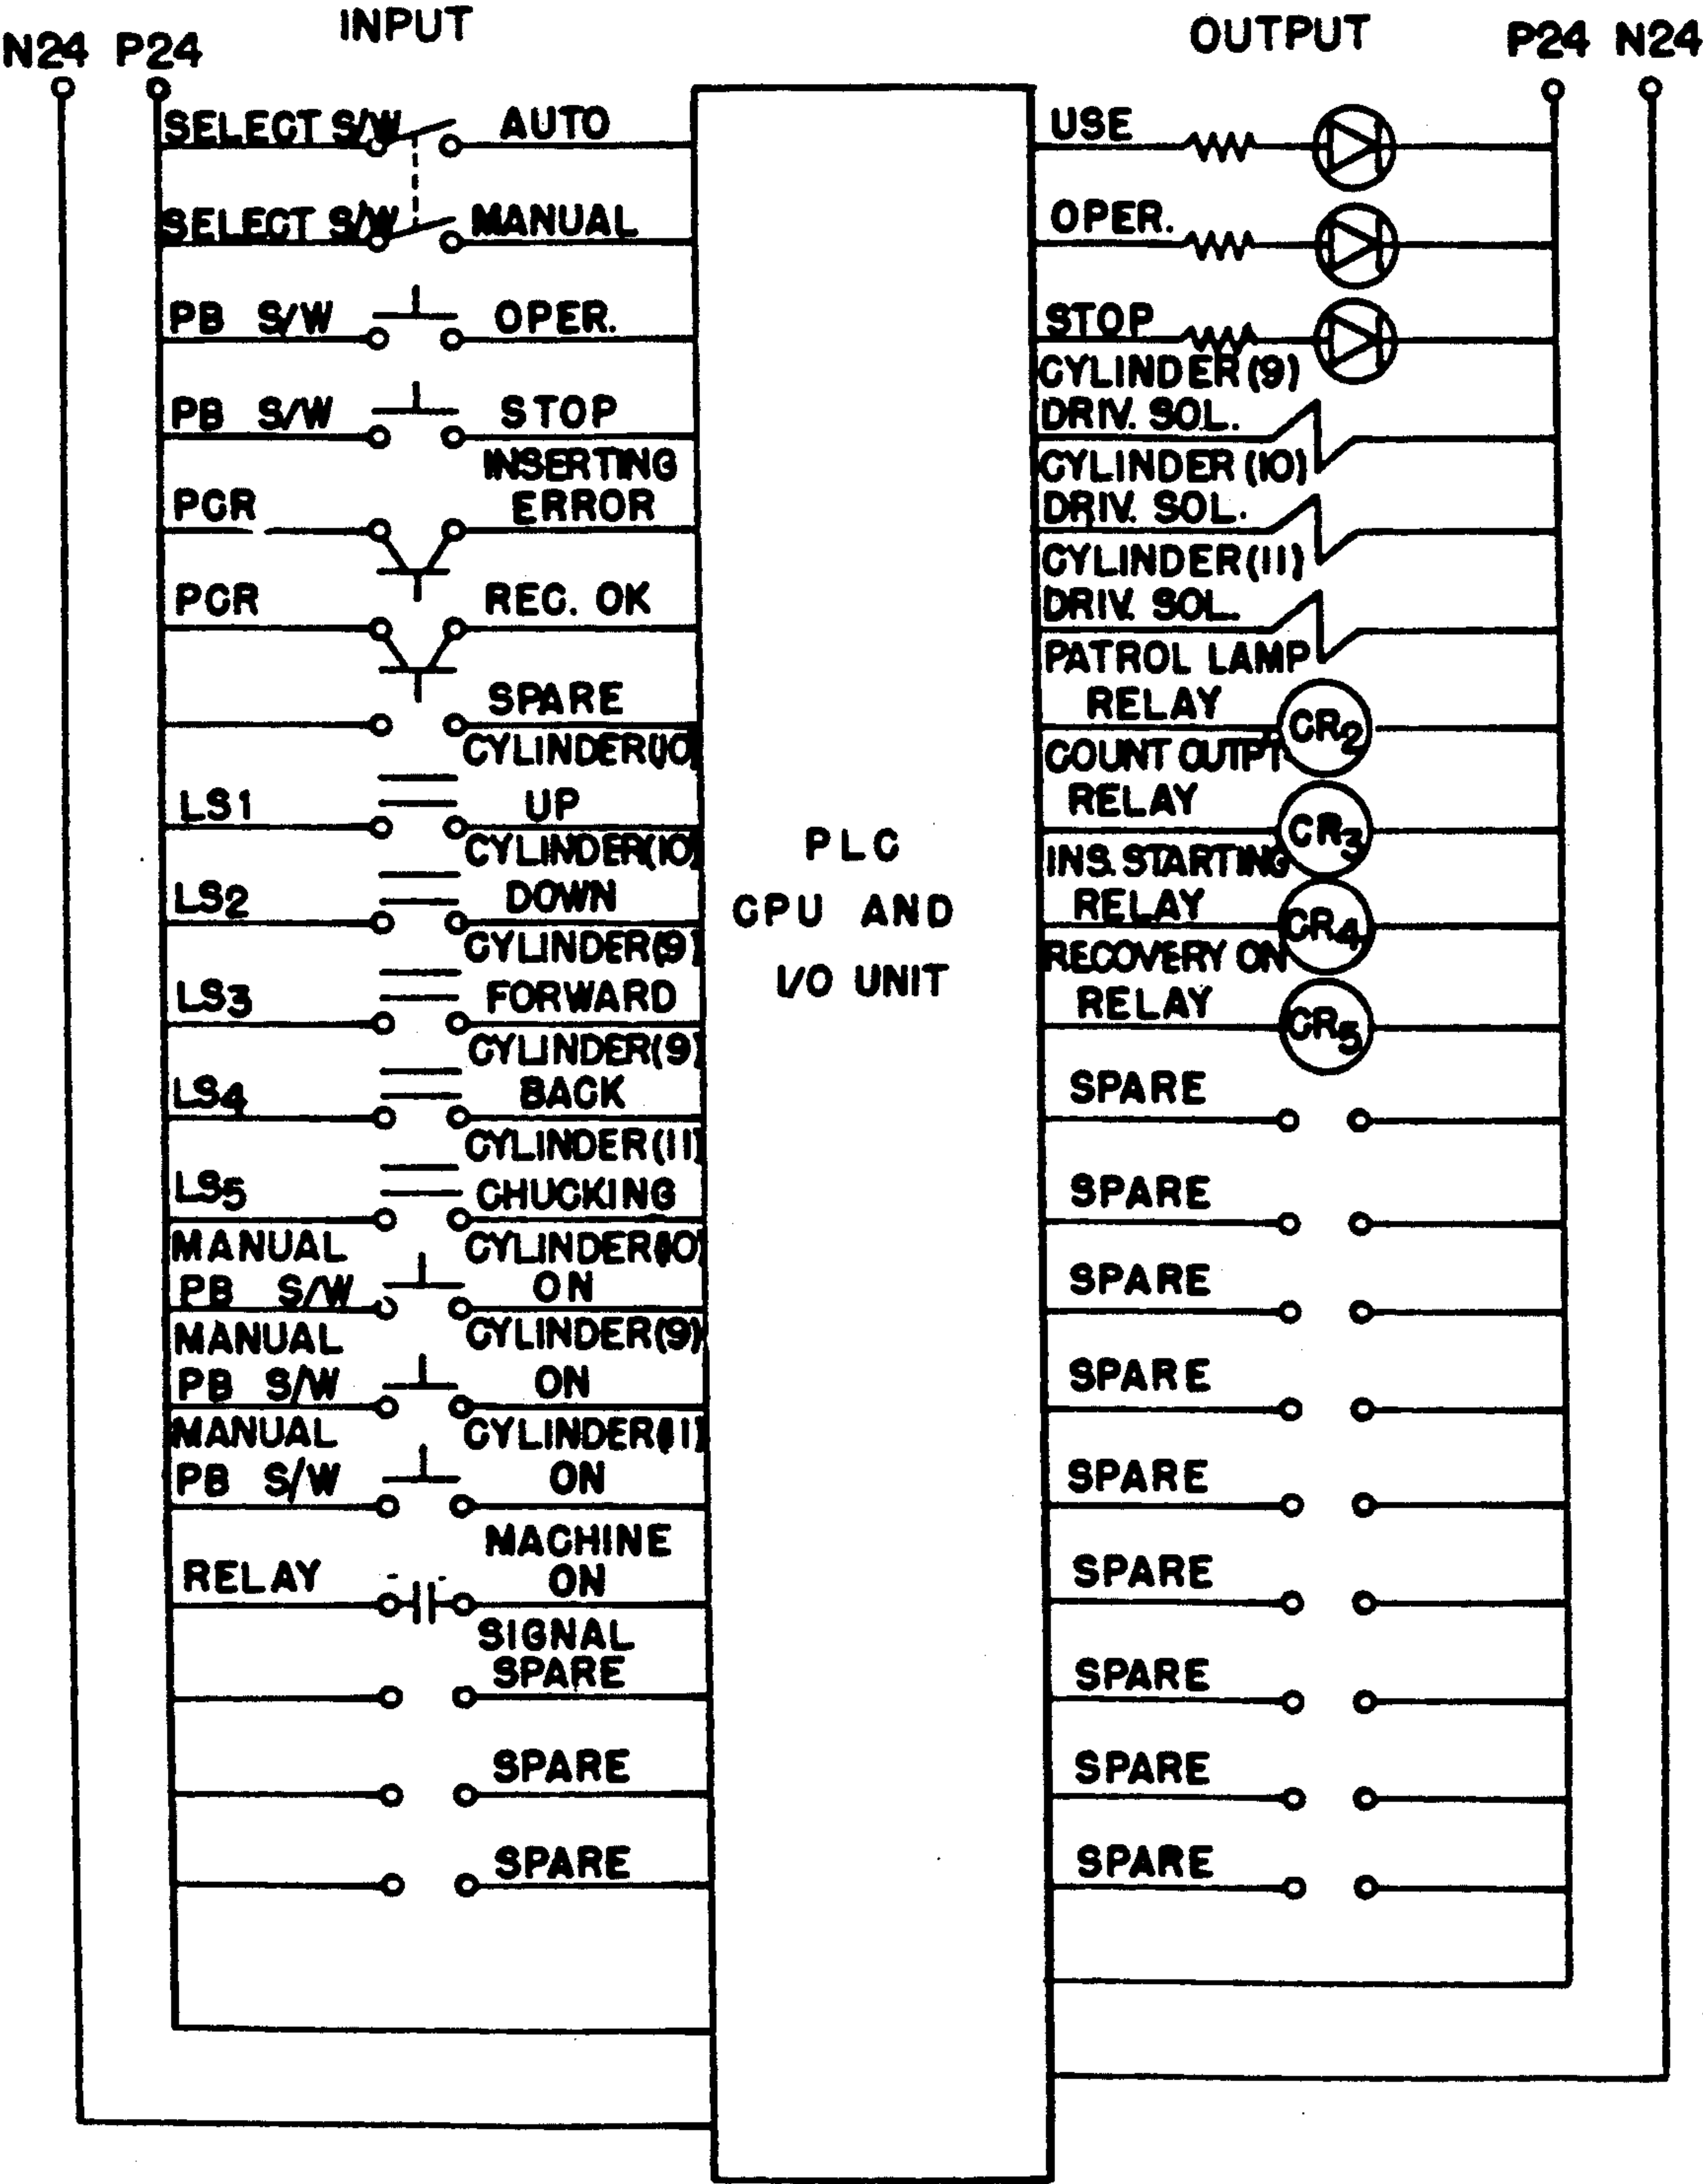 INPUT
OUTPUT
N24 P24
P24 N24
SELECT S/W AUTO
SELECT S/W MANUAL
PB S/W OPER.
PB S/W STOP
INSERTING
PCR ERROR
PCR REC. OK
SPARE
CYLINDER(10)
LS1 UP
CYLINDER(10)
LS2 DOWN
CYLINDER(9)
LS3 FORWARD
CYLINDER(9)
LS4 BACK
CYLINDER(11)
LS5 CHUCKING
MANUAL CYLINDER(10)
PB S/W ON
MANUAL CYLINDER(9)
PB S/W ON
MANUAL CYLINDER(11)
PB S/W ON
MACHINE
RELAY ON
SIGNAL
SPARE
SPARE
SPARE
PLC
CPU AND
I/O UNIT
USE
OPER.
STOP
CYLINDER(9)
DRIV. SOL.
CYLINDER(10)
DRIV. SOL.
CYLINDER(11)
DRIV. SOL.
PATROL LAMP
RELAY CR2
COUNT OUTPT
RELAY CR3
INS. STARTING
RELAY CR4
RECOVERY ON
RELAY CR5
SPARE
SPARE
SPARE
SPARE
SPARE
SPARE
SPARE
SPARE
SPARE